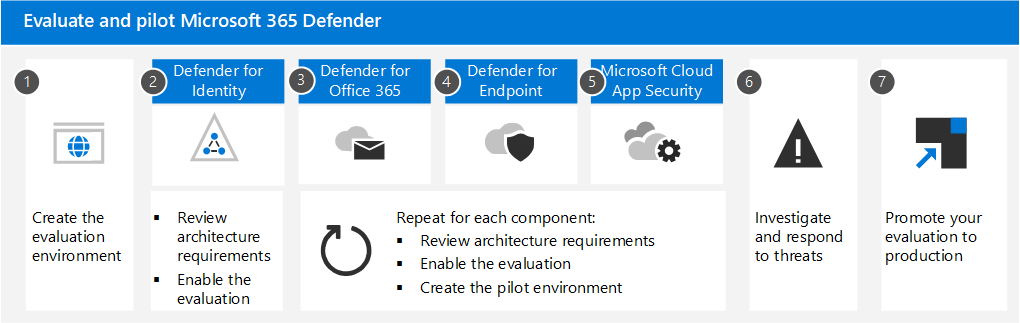 Evaluate and pilot Microsoft 365 Defender
1
Create the
evaluation
environment
2
Defender for
Identity
▪ Review
architecture
requirements
▪ Enable the
evaluation
3
Defender for
Office 365
4
Defender for
Endpoint
5
Microsoft Cloud
App Security
Repeat for each component:
▪ Review architecture requirements
▪ Enable the evaluation
▪ Create the pilot environment
6
Investigate
and respond
to threats
7
Promote your
evaluation to
production